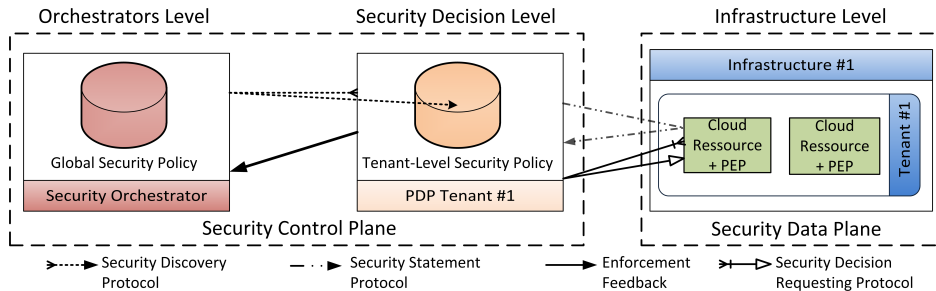 Orchestrators Level
Security Decision Level
Infrastructure Level
Global Security Policy
Security Orchestrator
Tenant-Level Security Policy
PDP Tenant #1
Security Control Plane
Infrastructure #1
Cloud
Ressource
+ PEP
Cloud
Ressource
+ PEP
Tenant #1
Security Data Plane
Security Discovery
Protocol
Security Statement
Protocol
Enforcement
Feedback
Security Decision
Requesting Protocol